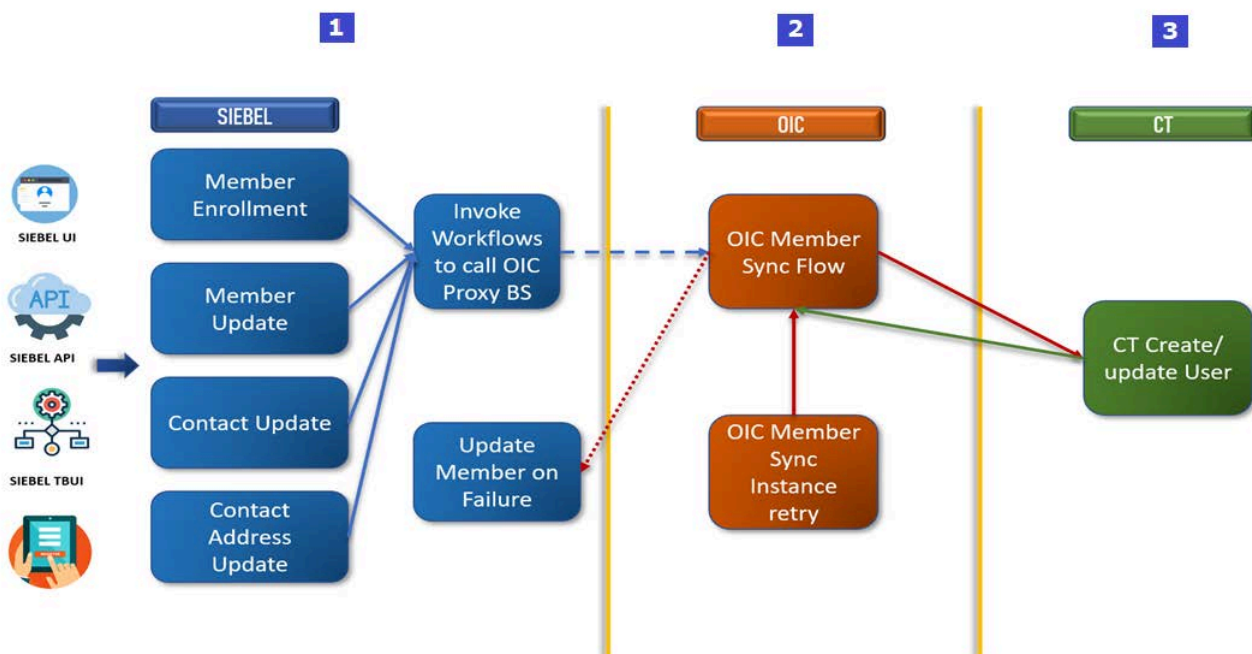 1
2
3
SIEBEL
OIC
CT
SIEBEL UI
API
SIEBEL API
SIEBEL TBUI
Member
Enrollment
Member
Update
Contact Update
Contact
Address
Update
Invoke
Workflows
to call OIC
Proxy BS
Update
Member on
Failure
OIC Member
Sync Flow
OIC Member
Sync
Instance
retry
CT Create/
update User